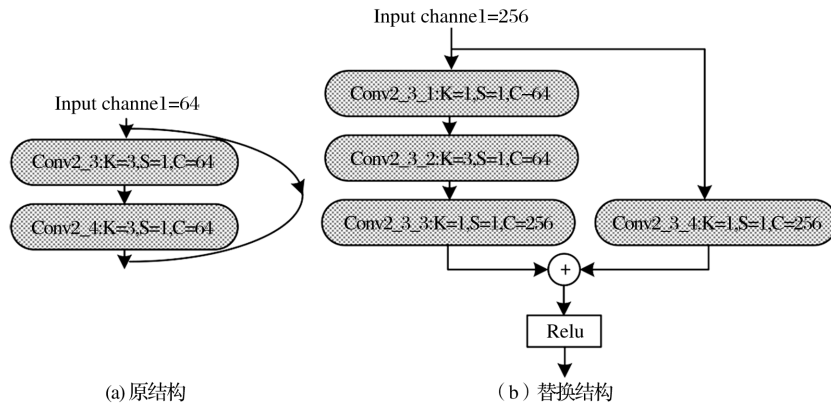 Input channe1=64
Conv2_3:K=3,S=1,C=64
Conv2_4:K=3,S=1,C=64
(a) 原结构
Input channe1=256
Conv2_3_1:K=1,S=1,C-64
Conv2_3_2:K=3,S=1,C=64
Conv2_3_3:K=1,S=1,C=256
Conv2_3_4:K=1,S=1,C=256
+
Relu
（b）替换结构